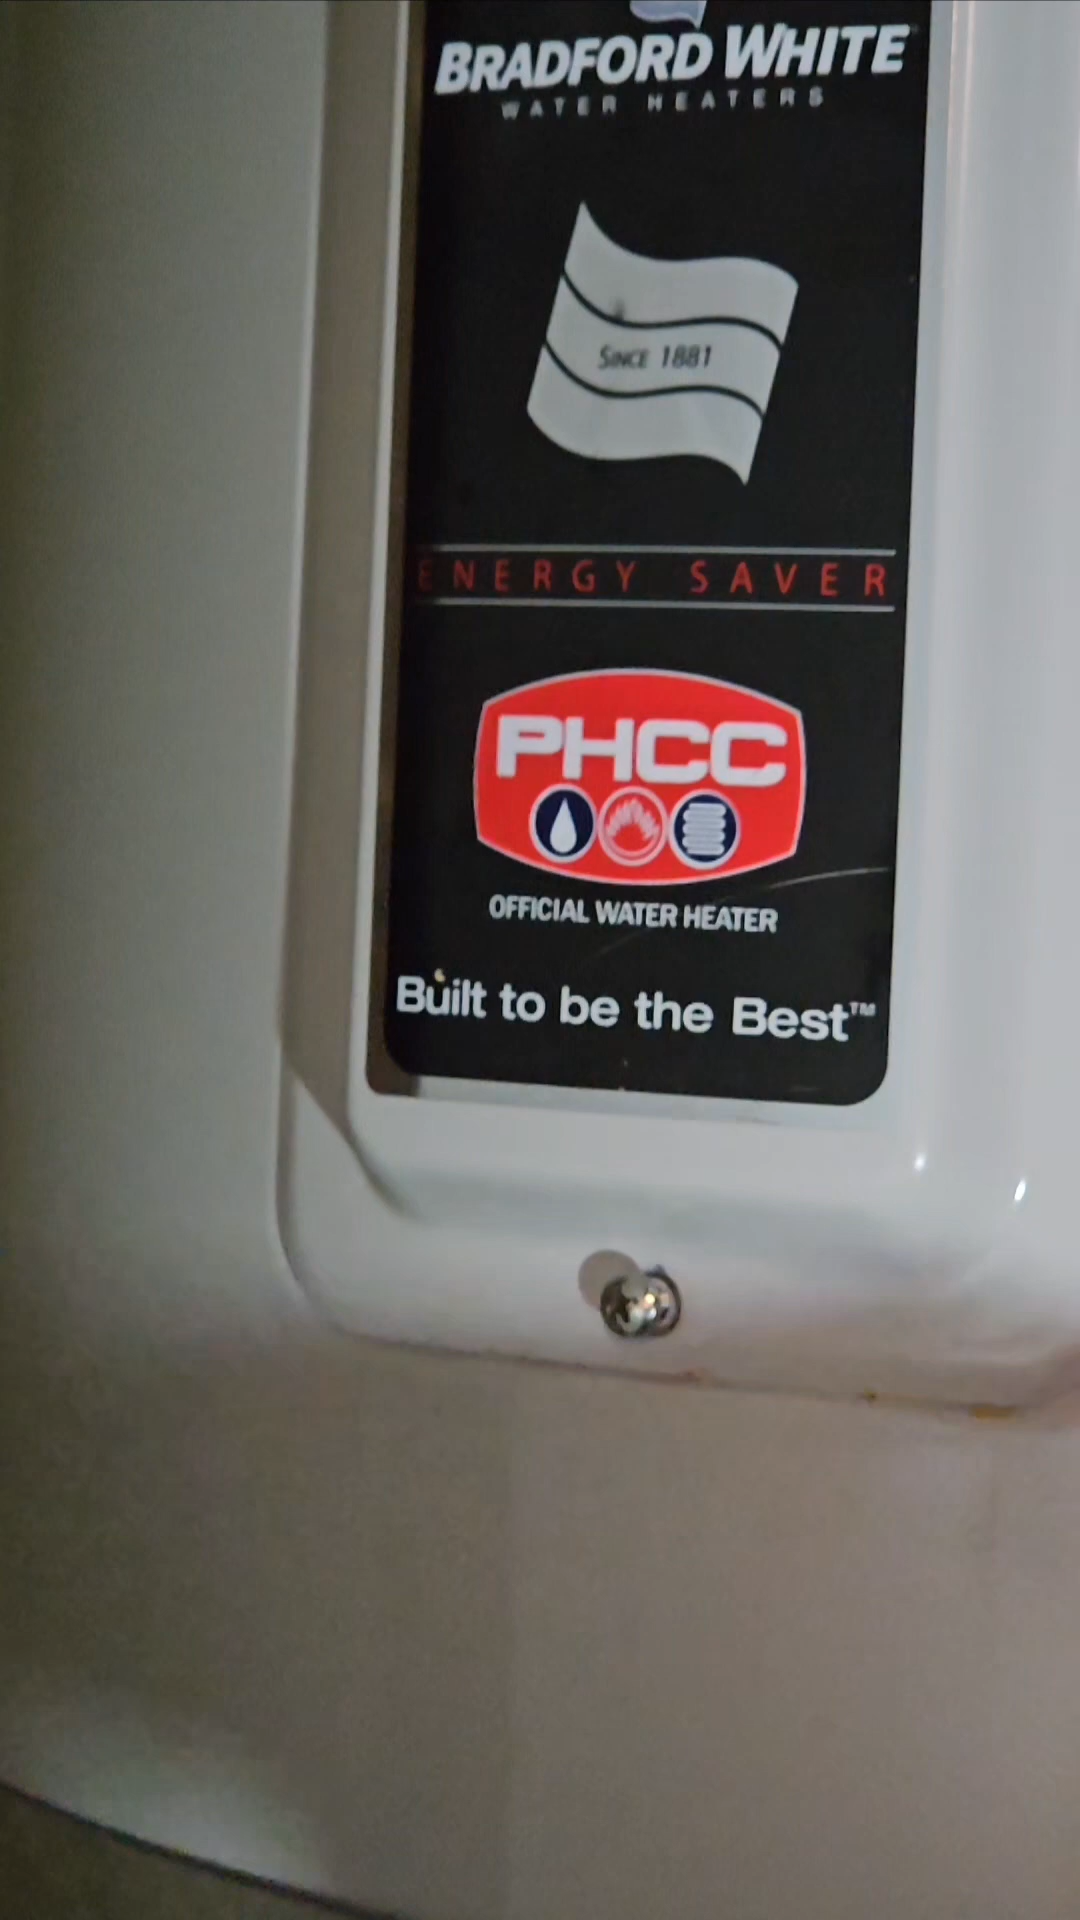 BRADFORD WHITE
WATER HEATERS
SINCE 1881
ENERGY SAVER
PHCC
OFFICIAL WATER HEATER
Built to be the Best™